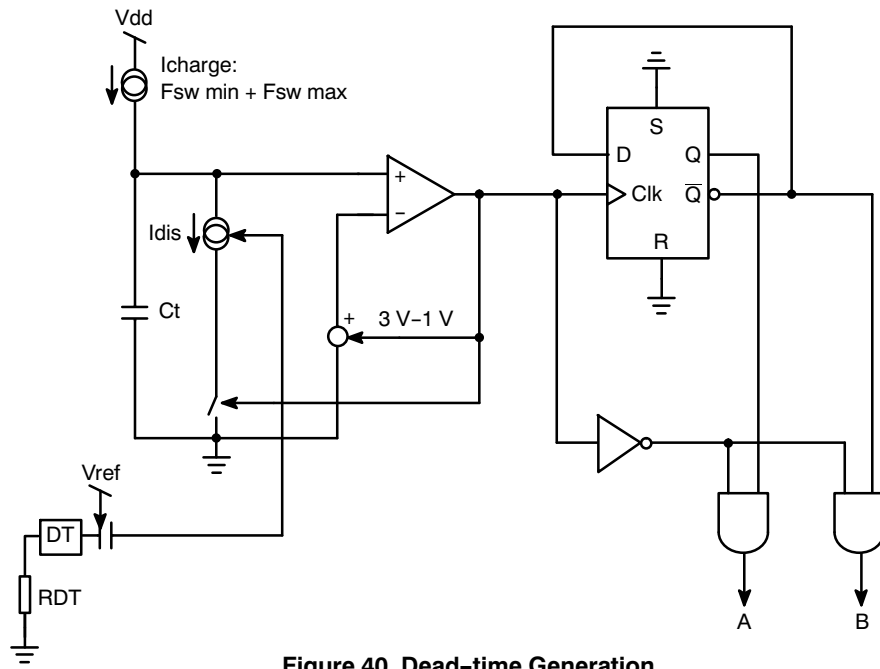 Vdd
Icharge:
Fsw min + Fsw max
S
D
Q
+
Clk
Q̅
−
Idis
R
Ct
+
3 V−1 V
Vref
DT
RDT
A
B
Figure 40. Dead−time Generation